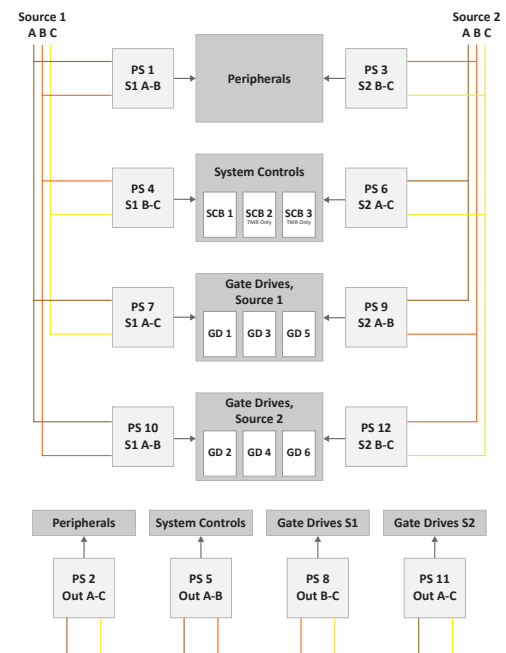 Source 1
A B C
Source 2
A B C
PS 1
S1 A-B
Peripherals
PS 3
S2 B-C
PS 4
S1 B-C
System Controls
SCB 1
SCB 2
TMR Only
SCB 3
TMR Only
PS 6
S2 A-C
PS 7
S1 A-C
Gate Drives,
Source 1
GD 1
GD 3
GD 5
PS 9
S2 A-B
PS 10
S1 A-B
Gate Drives,
Source 2
GD 2
GD 4
GD 6
PS 12
S2 B-C
Peripherals
System Controls
Gate Drives S1
Gate Drives S2
PS 2
Out A-C
PS 5
Out A-B
PS 8
Out B-C
PS 11
Out A-C